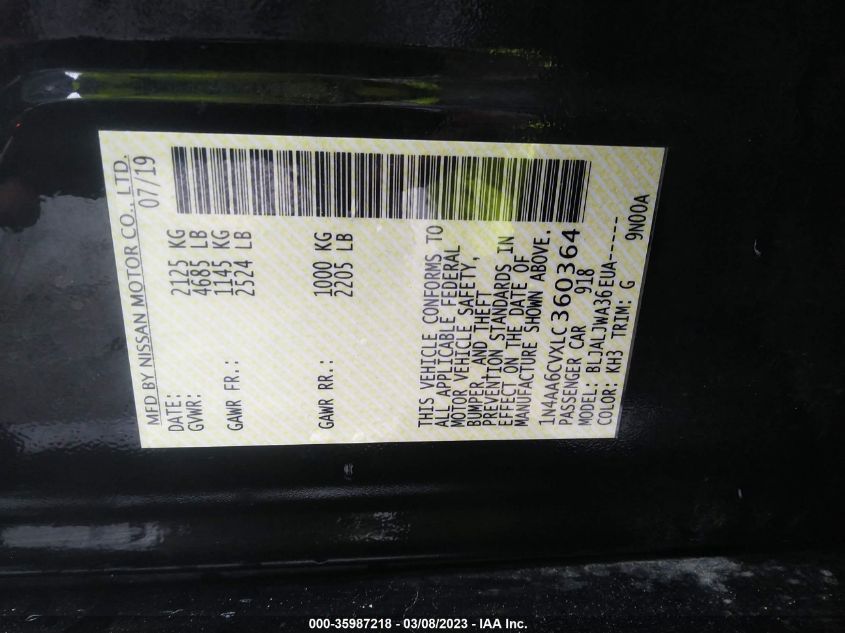 MFD BY NISSAN MOTOR CO., LTD.
DATE: 07/19
GVWR: 2125 KG
4685 LB
GAWR FR.: 1145 KG
2524 LB
GAWR RR.: 1000 KG
2205 LB
THIS VEHICLE CONFORMS TO
ALL APPLICABLE FEDERAL
MOTOR VEHICLE SAFETY,
BUMPER, AND THEFT
PREVENTION STANDARDS IN
EFFECT ON THE DATE OF
MANUFACTURE SHOWN ABOVE.
1N4AA6CVXLC360364
PASSENGER CAR 918
MODEL: BLJALJWA36EUA------
COLOR: KH3 TRIM: G 9N00A
000-35987218 - 03/08/2023 - IAA Inc.